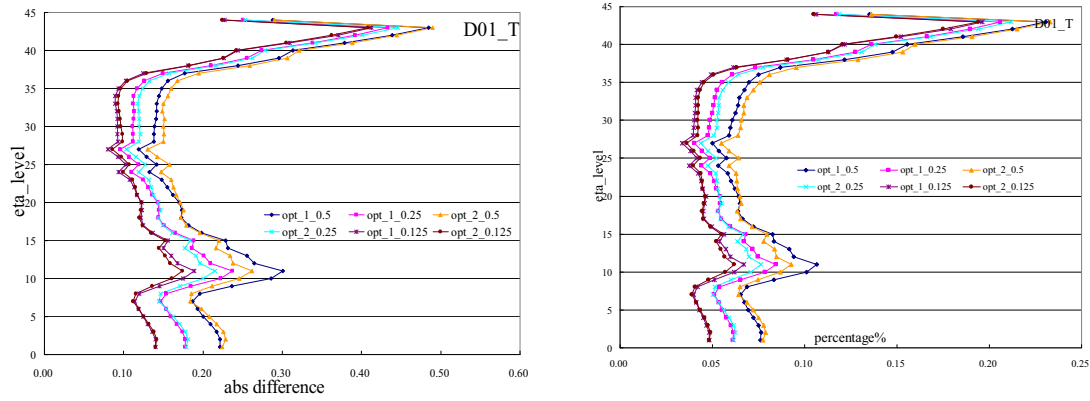 D01_T
45
40
35
30
25
20
15
10
5
0
eta_level
opt_1_0.5 opt_1_0.25 opt_2_0.5
opt_2_0.25 opt_1_0.125 opt_2_0.125
0.00 0.10 0.20 0.30 0.40 0.50 0.60
abs difference
D01_T
45
40
35
30
25
20
15
10
5
0
eta_level
opt_1_0.5 opt_1_0.25 opt_2_0.5
opt_2_0.25 opt_1_0.125 opt_2_0.125
percentage%
0.00 0.05 0.10 0.15 0.20 0.25